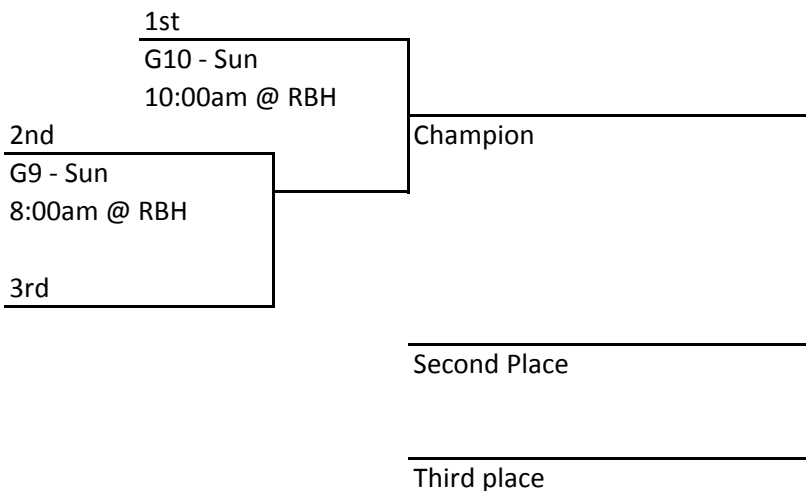 1st
G10 - Sun
10:00am @ RBH
2nd
Champion
G9 - Sun
8:00am @ RBH
3rd
Second Place
Third place